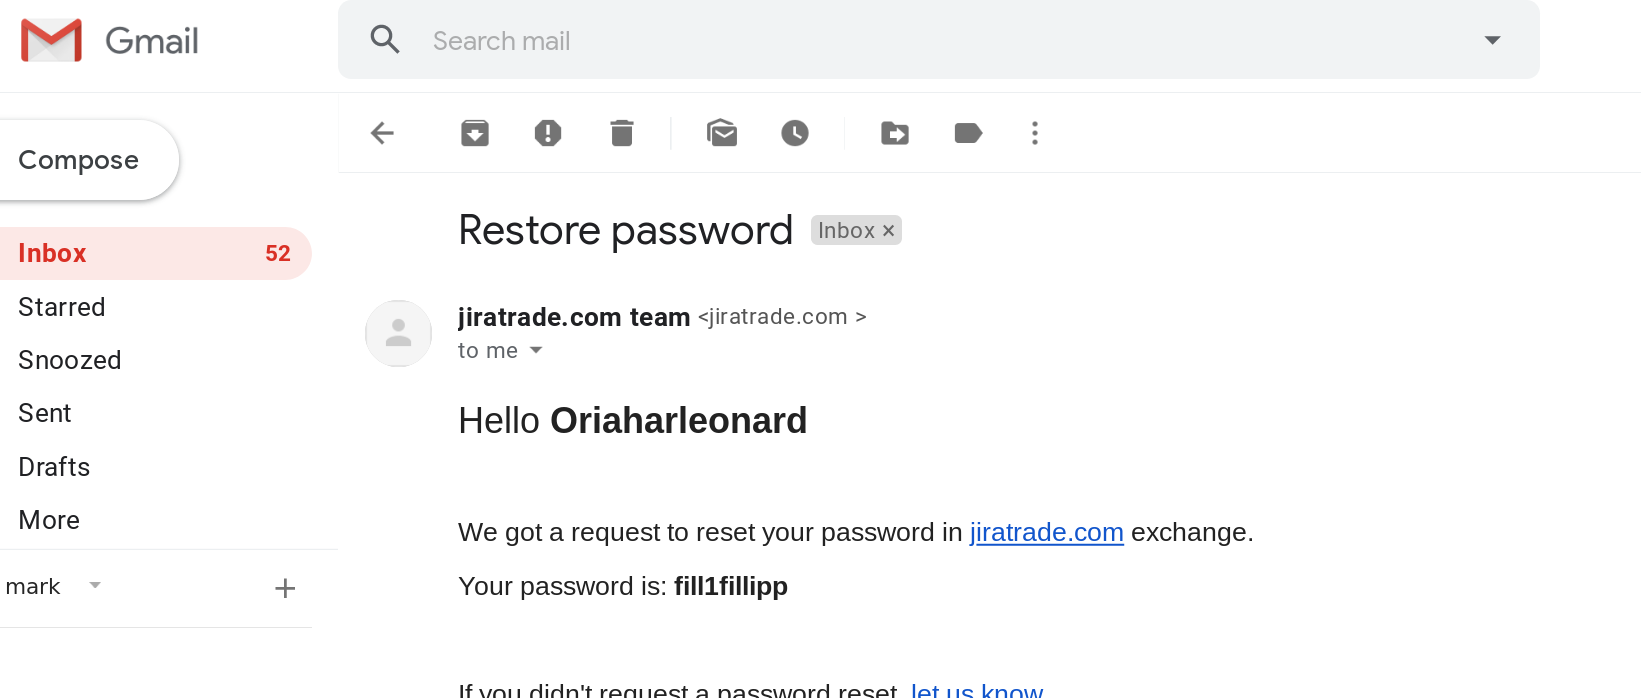 Gmail
Search mail
Compose
Inbox 52
Starred
Snoozed
Sent
Drafts
More
mark
Restore password Inbox ×
jiratrade.com team <jiratrade.com >
to me
Hello Oriaharleonard
We got a request to reset your password in jiratrade.com exchange.
Your password is: fill1fillipp
If you didn't request a password reset, let us know